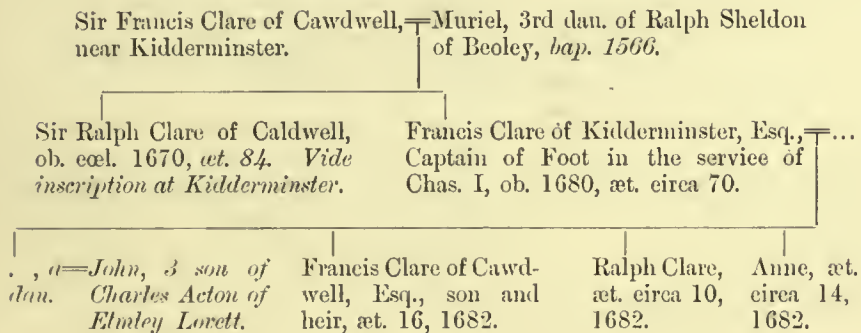 Sir Francis Clare of Cawdwell,
near Kidderminster.
Muriel, 3rd dau. of Ralph Sheldon
of Beoley, bap. 1566.
Sir Ralph Clare of Caldwell,
ob. cœl. 1670, æt. 84. Vide
inscription at Kidderminster.
Francis Clare of Kidderminster, Esq.,
Captain of Foot in the service of
Chas. I, ob. 1680, æt. circa 70.
...
. , a
dau.
John, 3 son of
Charles Acton of
Elmley Lovett.
Francis Clare of Cawd-
well, Esq., son and
heir, æt. 16, 1682.
Ralph Clare,
æt. circa 10,
1682.
Anne, æt.
circa 14,
1682.